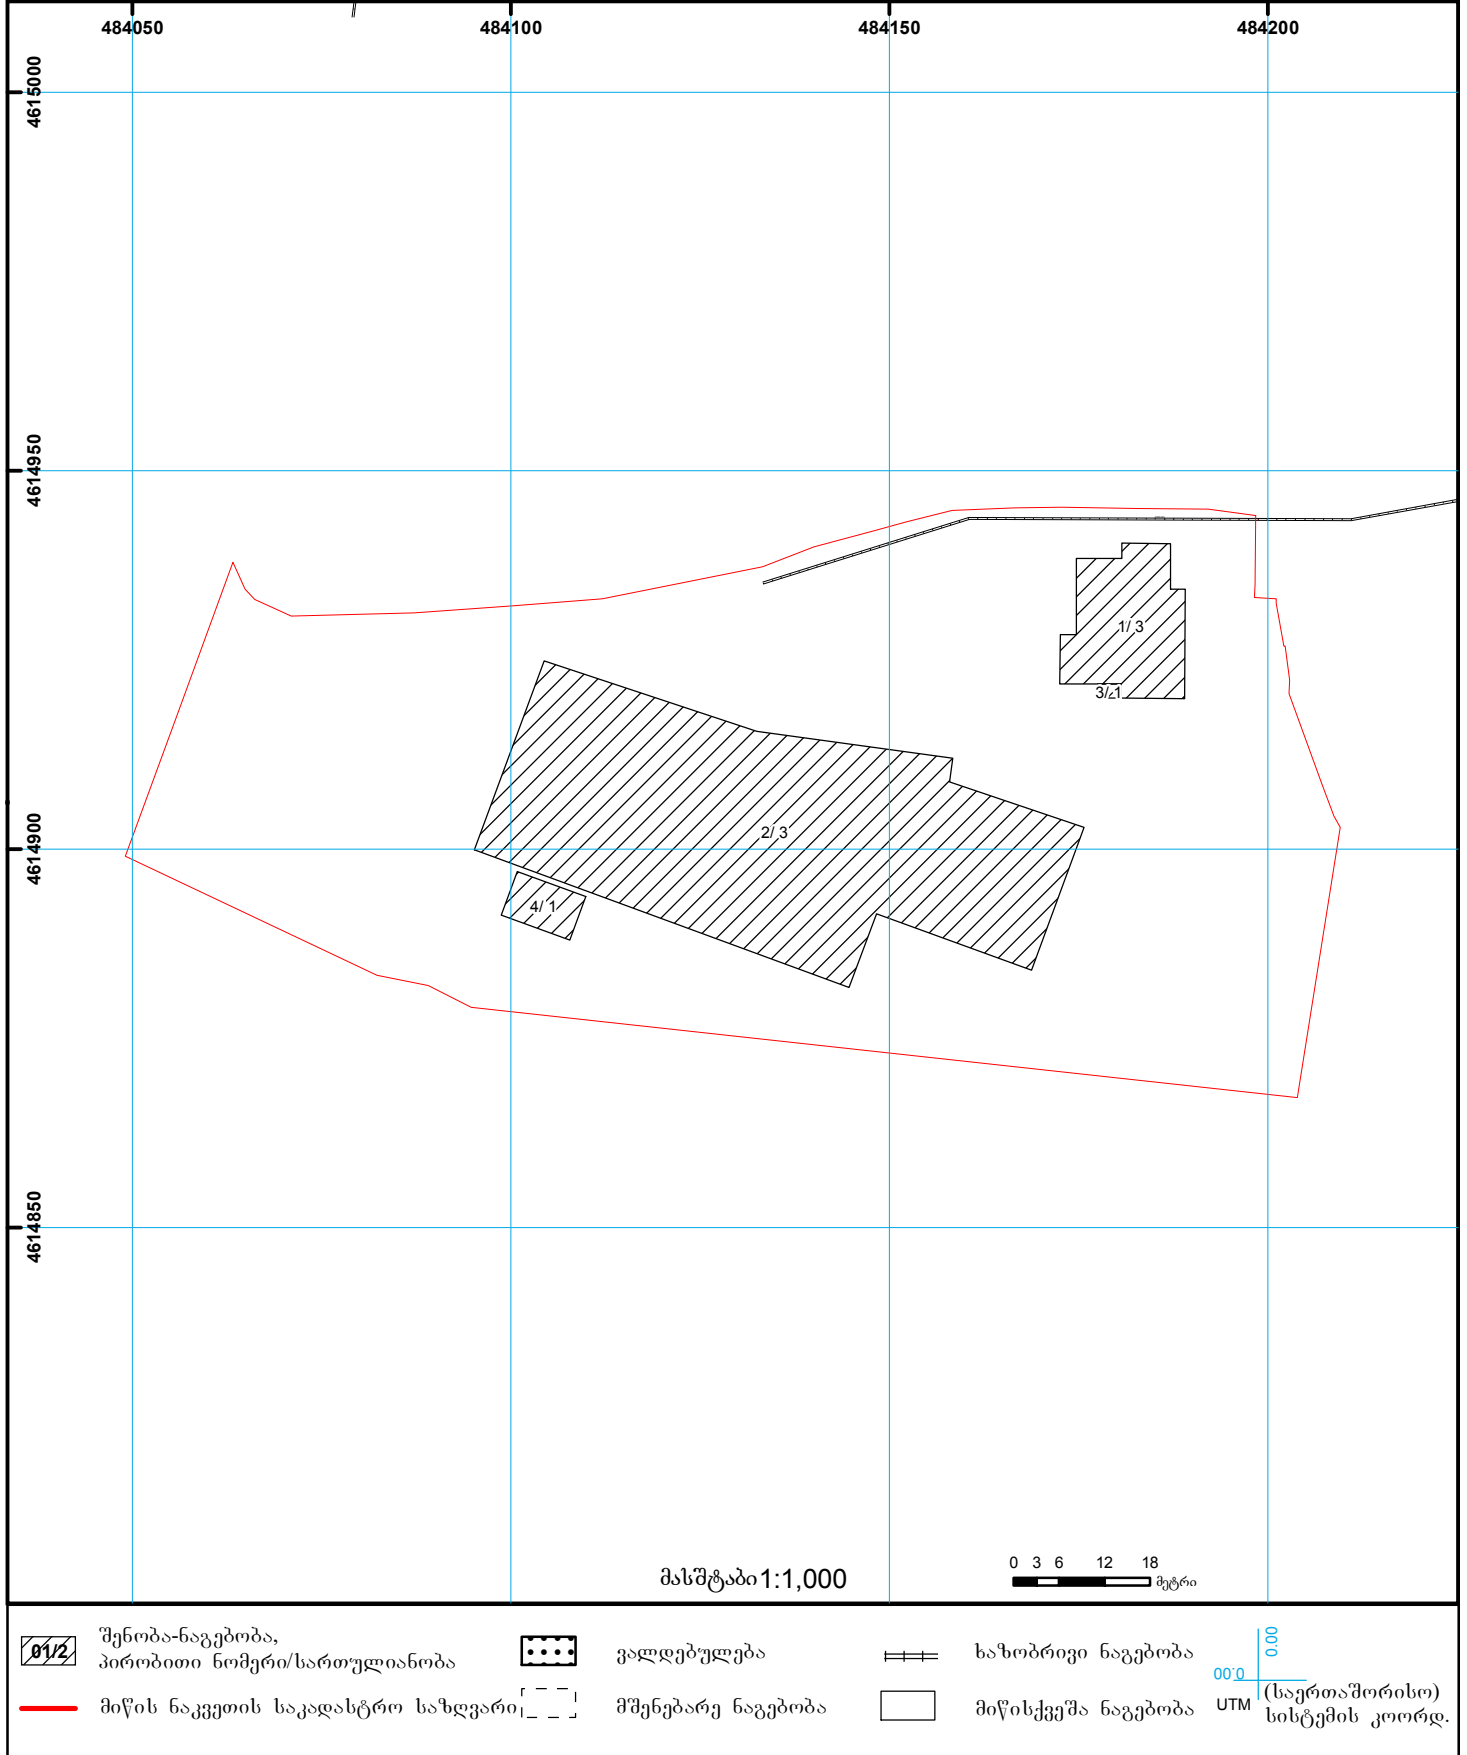 484050 484100 484150 484200
4615000
4614950
1/ 3
3/1
2/ 3
4614900
4/ 1
4614850
მასშტაბი 1:1,000
0 3 6 12 18
მეტრი
01/2
შენობა-ნაგებობა,
პირობითი ნომერი/სართულიანობა
ვალდებულება
ხაზობრივი ნაგებობა
მიწის ნაკვეთის საკადასტრო საზღვარი
მშენებარე ნაგებობა
მიწისქვეშა ნაგებობა
00.0
00.0
UTM
(საერთაშორისო)
სისტემის კოორდ.